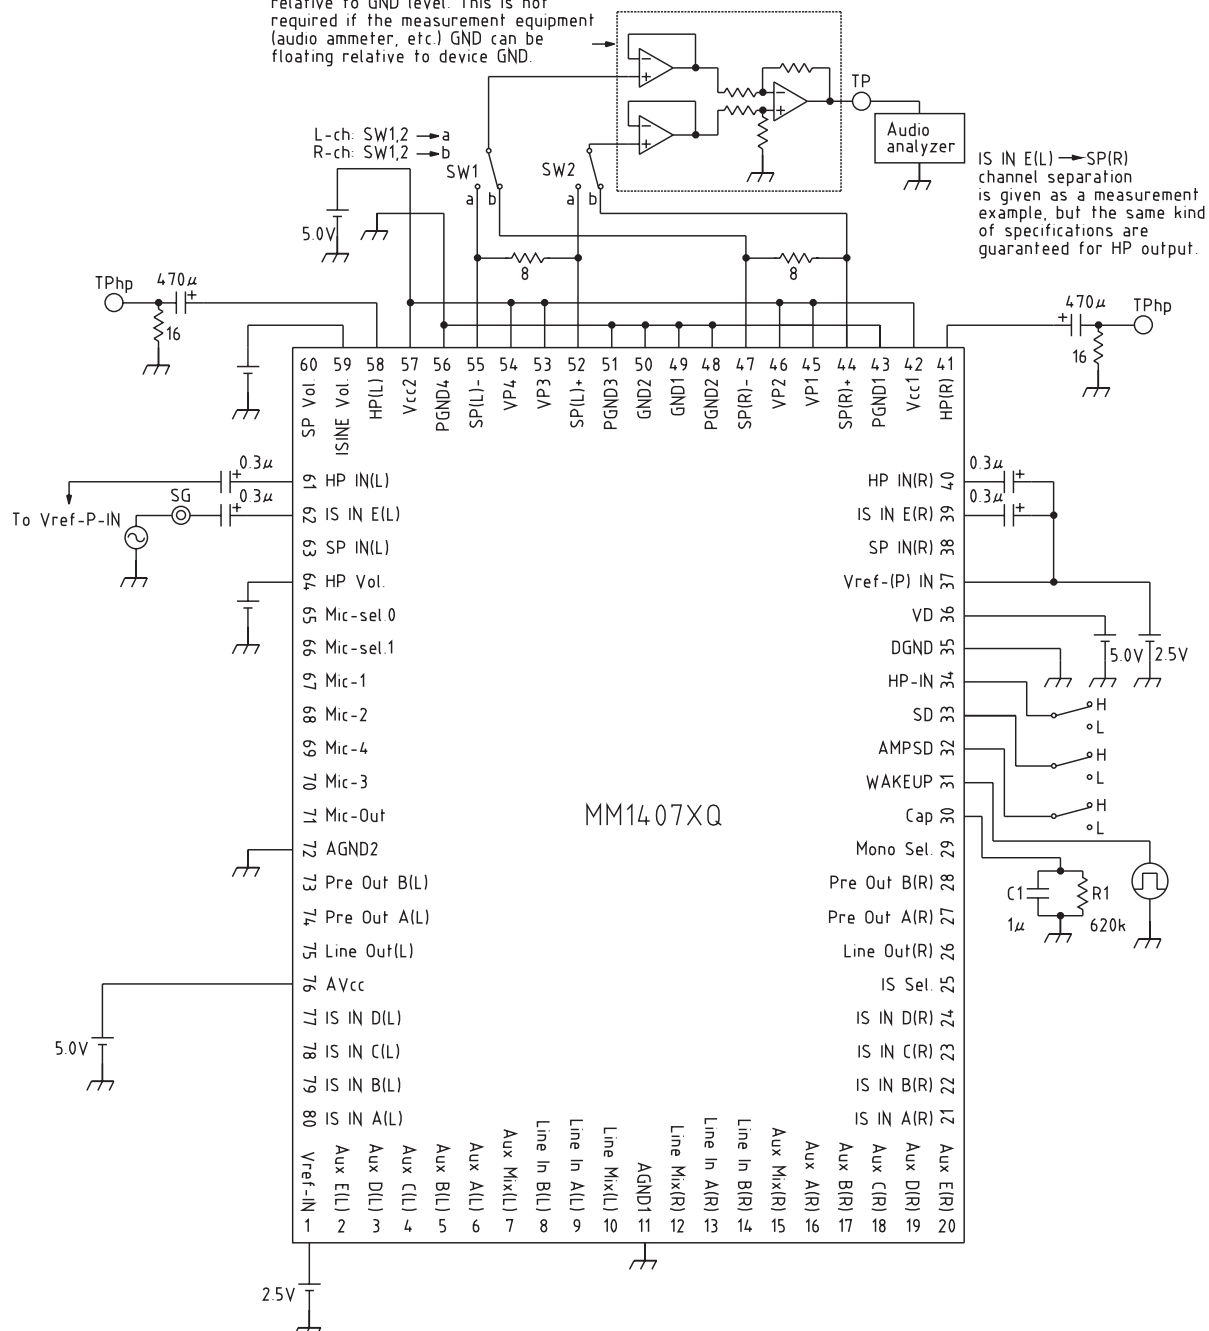 relative to GND level. This is not
required if the measurement equipment
(audio ammeter, etc.) GND can be
floating relative to device GND.
TP
Audio
analyzer
L-ch: SW1,2 → a
R-ch: SW1,2 → b
SW1
a
b
SW2
a
b
IS IN E(L) → SP(R)
channel separation
is given as a measurement
example, but the same kind
of specifications are
guaranteed for HP output.
5.0V
8
8
TPhp
470μ
+
16
470μ
+
TPhp
16
60 59 58 57 56 55 54 53 52 51 50 49 48 47 46 45 44 43 42 41
SP Vol.
ISINE Vol.
HP(L)
Vcc2
PGND4
SP(L)-
VP4
VP3
SP(L)+
PGND3
GND2
GND1
PGND2
SP(R)-
VP2
VP1
SP(R)+
PGND1
Vcc1
HP(R)
0.3μ
+
61 HP IN(L)
To Vref-P-IN
SG
0.3μ
+
62 IS IN E(L)
63 SP IN(L)
64 HP Vol.
65 Mic-sel.0
66 Mic-sel.1
67 Mic-1
68 Mic-2
69 Mic-4
70 Mic-3
71 Mic-Out
72 AGND2
73 Pre Out B(L)
74 Pre Out A(L)
75 Line Out(L)
76 AVcc
5.0V
77 IS IN D(L)
78 IS IN C(L)
79 IS IN B(L)
80 IS IN A(L)
MM1407XQ
HP IN(R) 40
0.3μ
+
IS IN E(R) 39
0.3μ
+
SP IN(R) 38
Vref-(P) IN 37
VD 36
DGND 35
5.0V
2.5V
HP-IN 34
H
L
SD 33
H
L
AMPSD 32
H
L
WAKEUP 31
Cap 30
Mono Sel. 29
Pre Out B(R) 28
C1
1μ
R1
620k
Pre Out A(R) 27
Line Out(R) 26
IS Sel. 25
IS IN D(R) 24
IS IN C(R) 23
IS IN B(R) 22
IS IN A(R) 21
Vref-IN
Aux E(L)
Aux D(L)
Aux C(L)
Aux B(L)
Aux A(L)
Aux Mix(L)
Line In B(L)
Line In A(L)
Line Mix(L)
AGND1
Line Mix(R)
Line In A(R)
Line In B(R)
Aux Mix(R)
Aux A(R)
Aux B(R)
Aux C(R)
Aux D(R)
Aux E(R)
1 2 3 4 5 6 7 8 9 10 11 12 13 14 15 16 17 18 19 20
2.5V